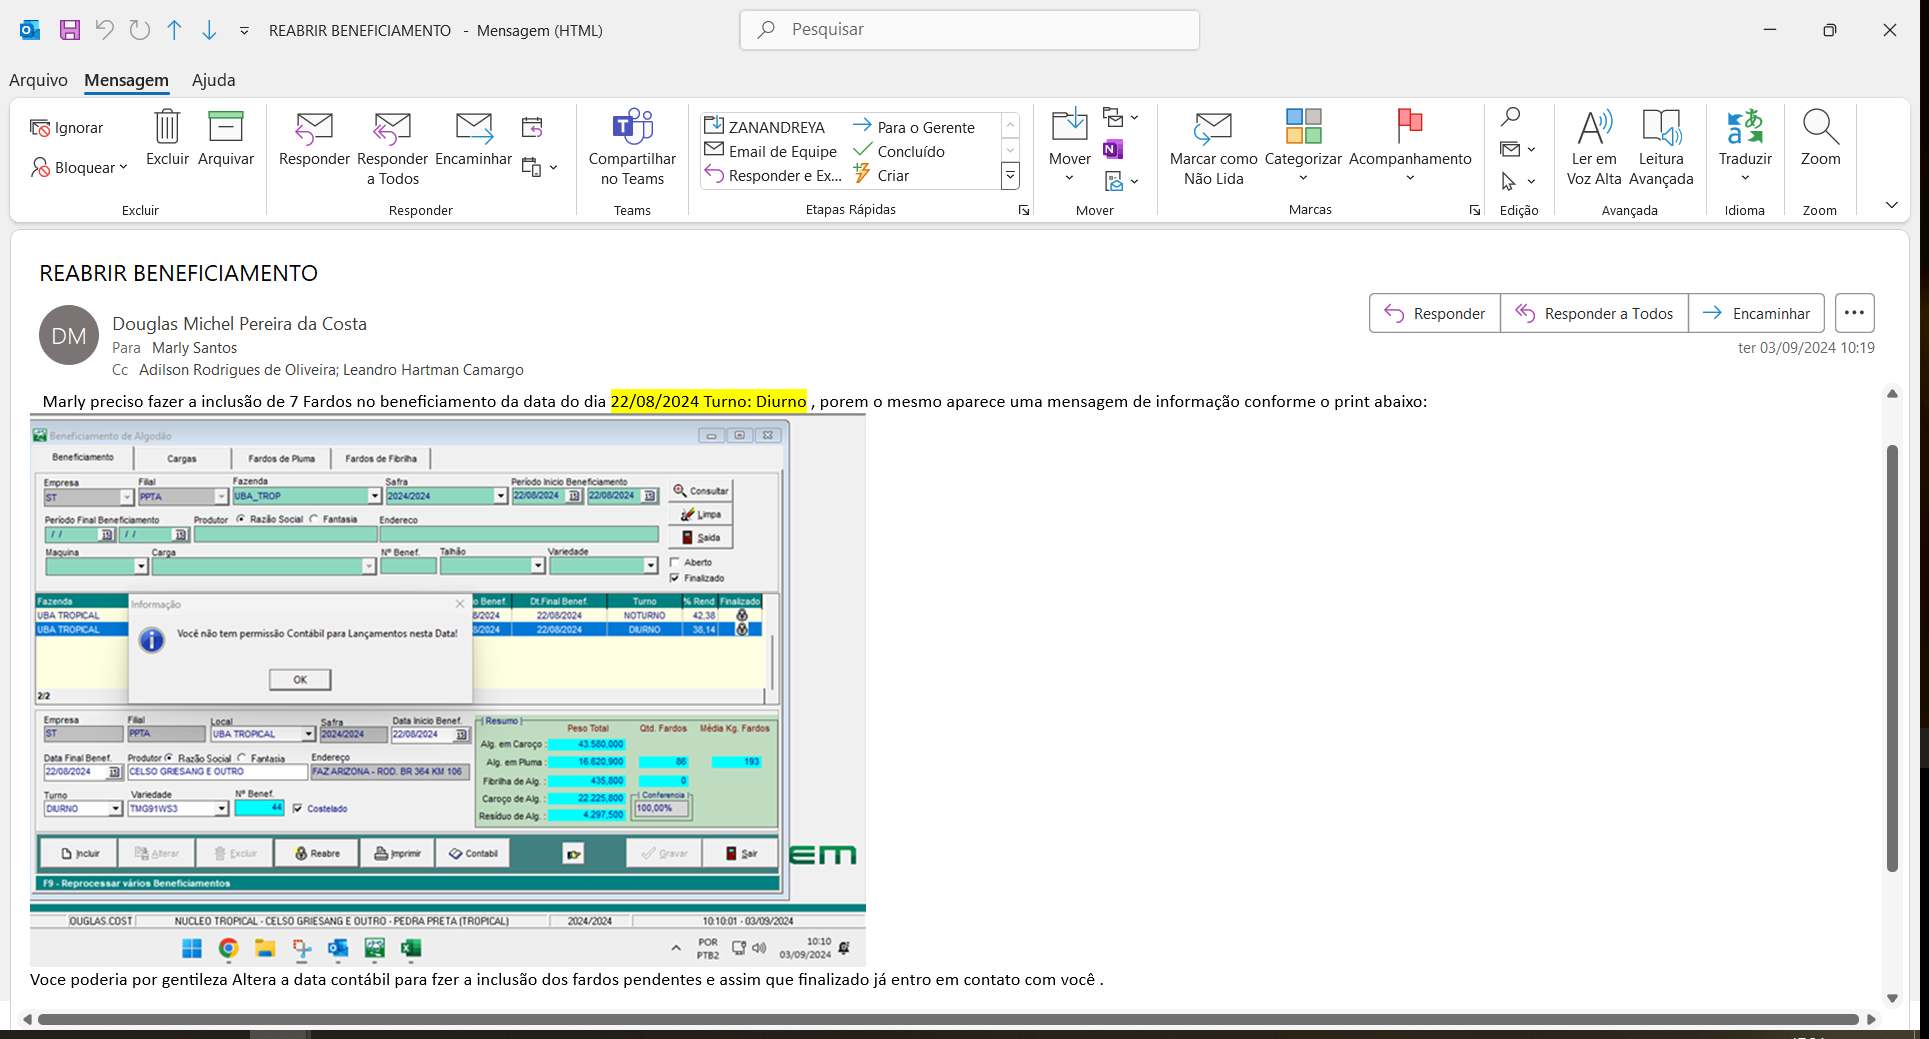 REABRIR BENEFICIAMENTO - Mensagem (HTML)
Pesquisar
Arquivo Mensagem Ajuda
Ignorar
Bloquear
Excluir
Arquivar
Excluir
Responder
Responder a Todos
Encaminhar
Responder
Compartilhar no Teams
Teams
ZANANDREYA
Email de Equipe
Responder e Ex...
Para o Gerente
Concluído
Criar
Etapas Rápidas
Mover
Mover
Marcar como Não Lida
Categorizar
Acompanhamento
Marcas
Edição
Ler em Voz Alta
Leitura Avançada
Avançada
Traduzir
Idioma
Zoom
Zoom
REABRIR BENEFICIAMENTO
DM
Douglas Michel Pereira da Costa
Para Marly Santos
Cc Adilson Rodrigues de Oliveira; Leandro Hartman Camargo
Responder
Responder a Todos
Encaminhar
ter 03/09/2024 10:19
Marly preciso fazer a inclusão de 7 Fardos no beneficiamento da data do dia 22/08/2024 Turno: Diurno , porem o mesmo aparece uma mensagem de informação conforme o print abaixo:
Beneficiamento de Algodão
Beneficiamento Cargas Fardos de Pluma Fardos de Fibrilha
Empresa Filial Fazenda Safra Período Inicio Beneficiamento
ST PPTA UBA_TROP 2024/2024 22/08/2024 22/08/2024
Consultar
Limpa
Saida
Período Final Beneficiamento Produtor Razão Social Fantasia Endereco
/ / / /
Maquina Carga Nº Benef. Talhão Variedade
Aberto
Finalizado
Fazenda o Benef. Dt.Final Benef. Turno % Rend Finalizado
UBA TROPICAL 8/2024 22/08/2024 NOTURNO 42,38
UBA TROPICAL 8/2024 22/08/2024 DIURNO 38,14
2/2
Informação
Você não tem permissão Contábil para Lançamentos nesta Data!
OK
Empresa Filial Local Safra Data Inicio Benef.
ST PPTA UBA TROPICAL 2024/2024 22/08/2024
Data Final Benef. Produtor Razão Social Fantasia Endereço
22/08/2024 CELSO GRIESANG E OUTRO FAZ ARIZONA - ROD. BR 364 KM 106
Turno Variedade Nº Benef.
DIURNO TMG91WS3 44 Costelado
Resumo
Peso Total Qtd. Fardos Média Kg. Fardos
Alg. em Caroço : 43.580,000
Alg. em Pluma : 16.620,900 86 193
Fibrilha de Alg. : 435,800 0
Caroço de Alg. : 22.225,800
Resíduo de Alg. : 4.297,500
Conferencia
100,00%
Incluir Alterar Excluir Reabre Imprimir Contabil Gravar Sair
F9 - Reprocessar vários Beneficiamentos
EM
OUGLAS.COST NUCLEO TROPICAL - CELSO GRIESANG E OUTRO - PEDRA PRETA (TROPICAL) 2024/2024 10:10:01 - 03/09/2024
POR
PTB2
10:10
03/09/2024
Voce poderia por gentileza Altera a data contábil para fzer a inclusão dos fardos pendentes e assim que finalizado já entro em contato com você .